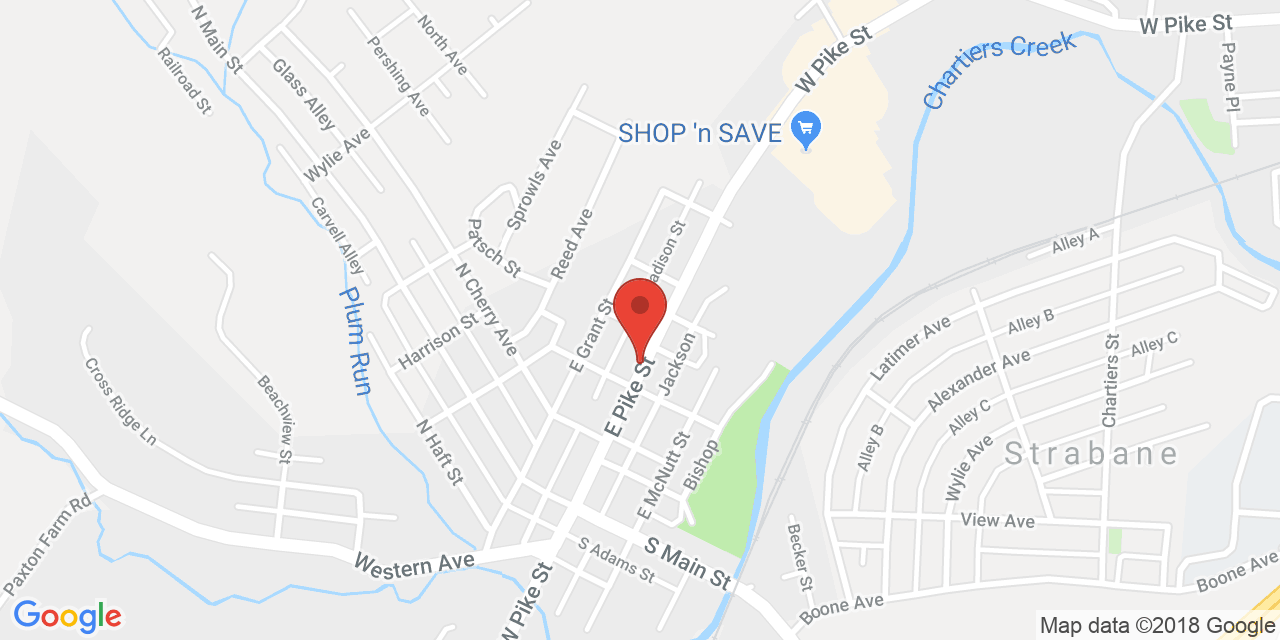 N Main St
North Ave
Pershing Ave
Railroad St
Glass Alley
Wylie Ave
W Pike St
W Pike St
Chartiers Creek
Payne Pl
SHOP 'n SAVE
Sprowls Ave
Carvell Alley
Patsch St
Reed Ave
adison St
Alley A
N Cherry Ave
Plum Run
Harrison St
E Grant St
Latimer Ave
Alley B
Alley C
Alexander Ave
Chartiers St
Cross Ridge Ln
Beachview St
E Pike St
Jackson
Alley C
Alley B
Wylie Ave
Strabane
N Haft St
E McNutt St
Bishop
View Ave
Paxton Farm Rd
Western Ave
S Adams St
S Main St
Becker St
Boone Ave
Boone Ave
W Pike St
Google
Map data ©2018 Google